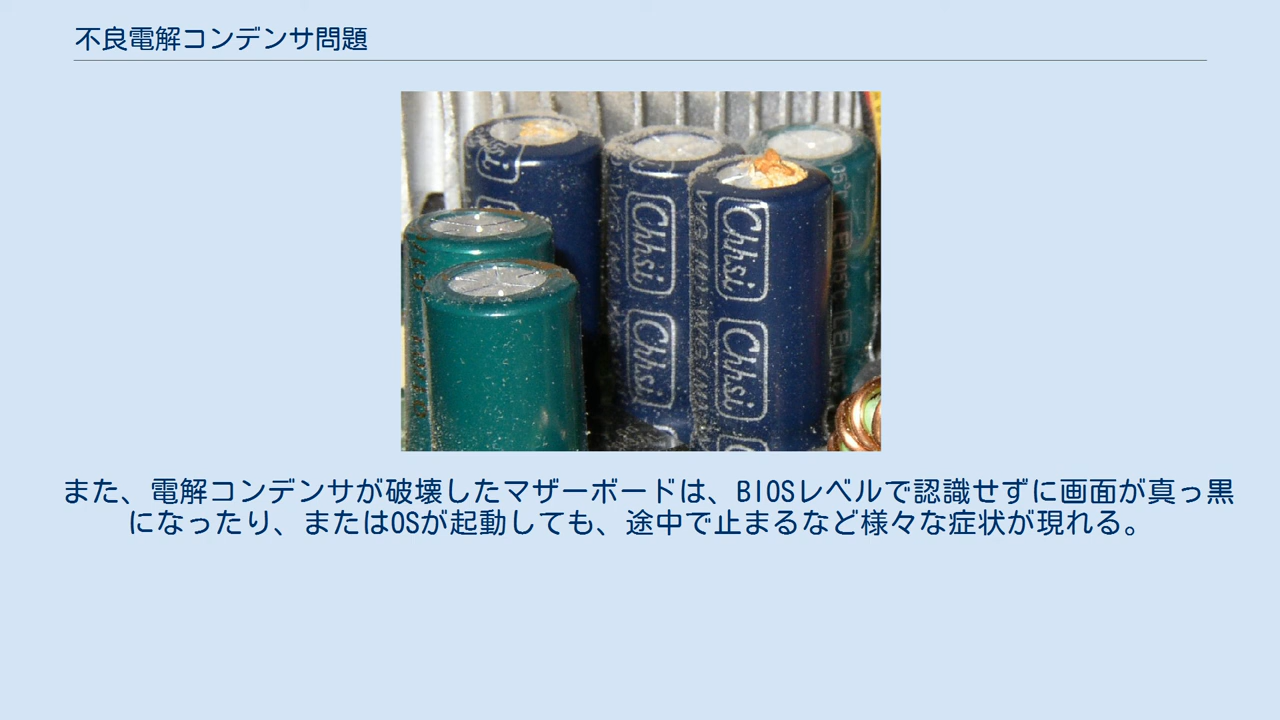 不良電解コンデンサ問題
Chhsi
Chhsi
Chhsi
Chhsi
また、電解コンデンサが破壊したマザーボードは、BIOSレベルで認識せずに画面が真っ黒
になったり、またはOSが起動しても、途中で止まるなど様々な症状が現れる。